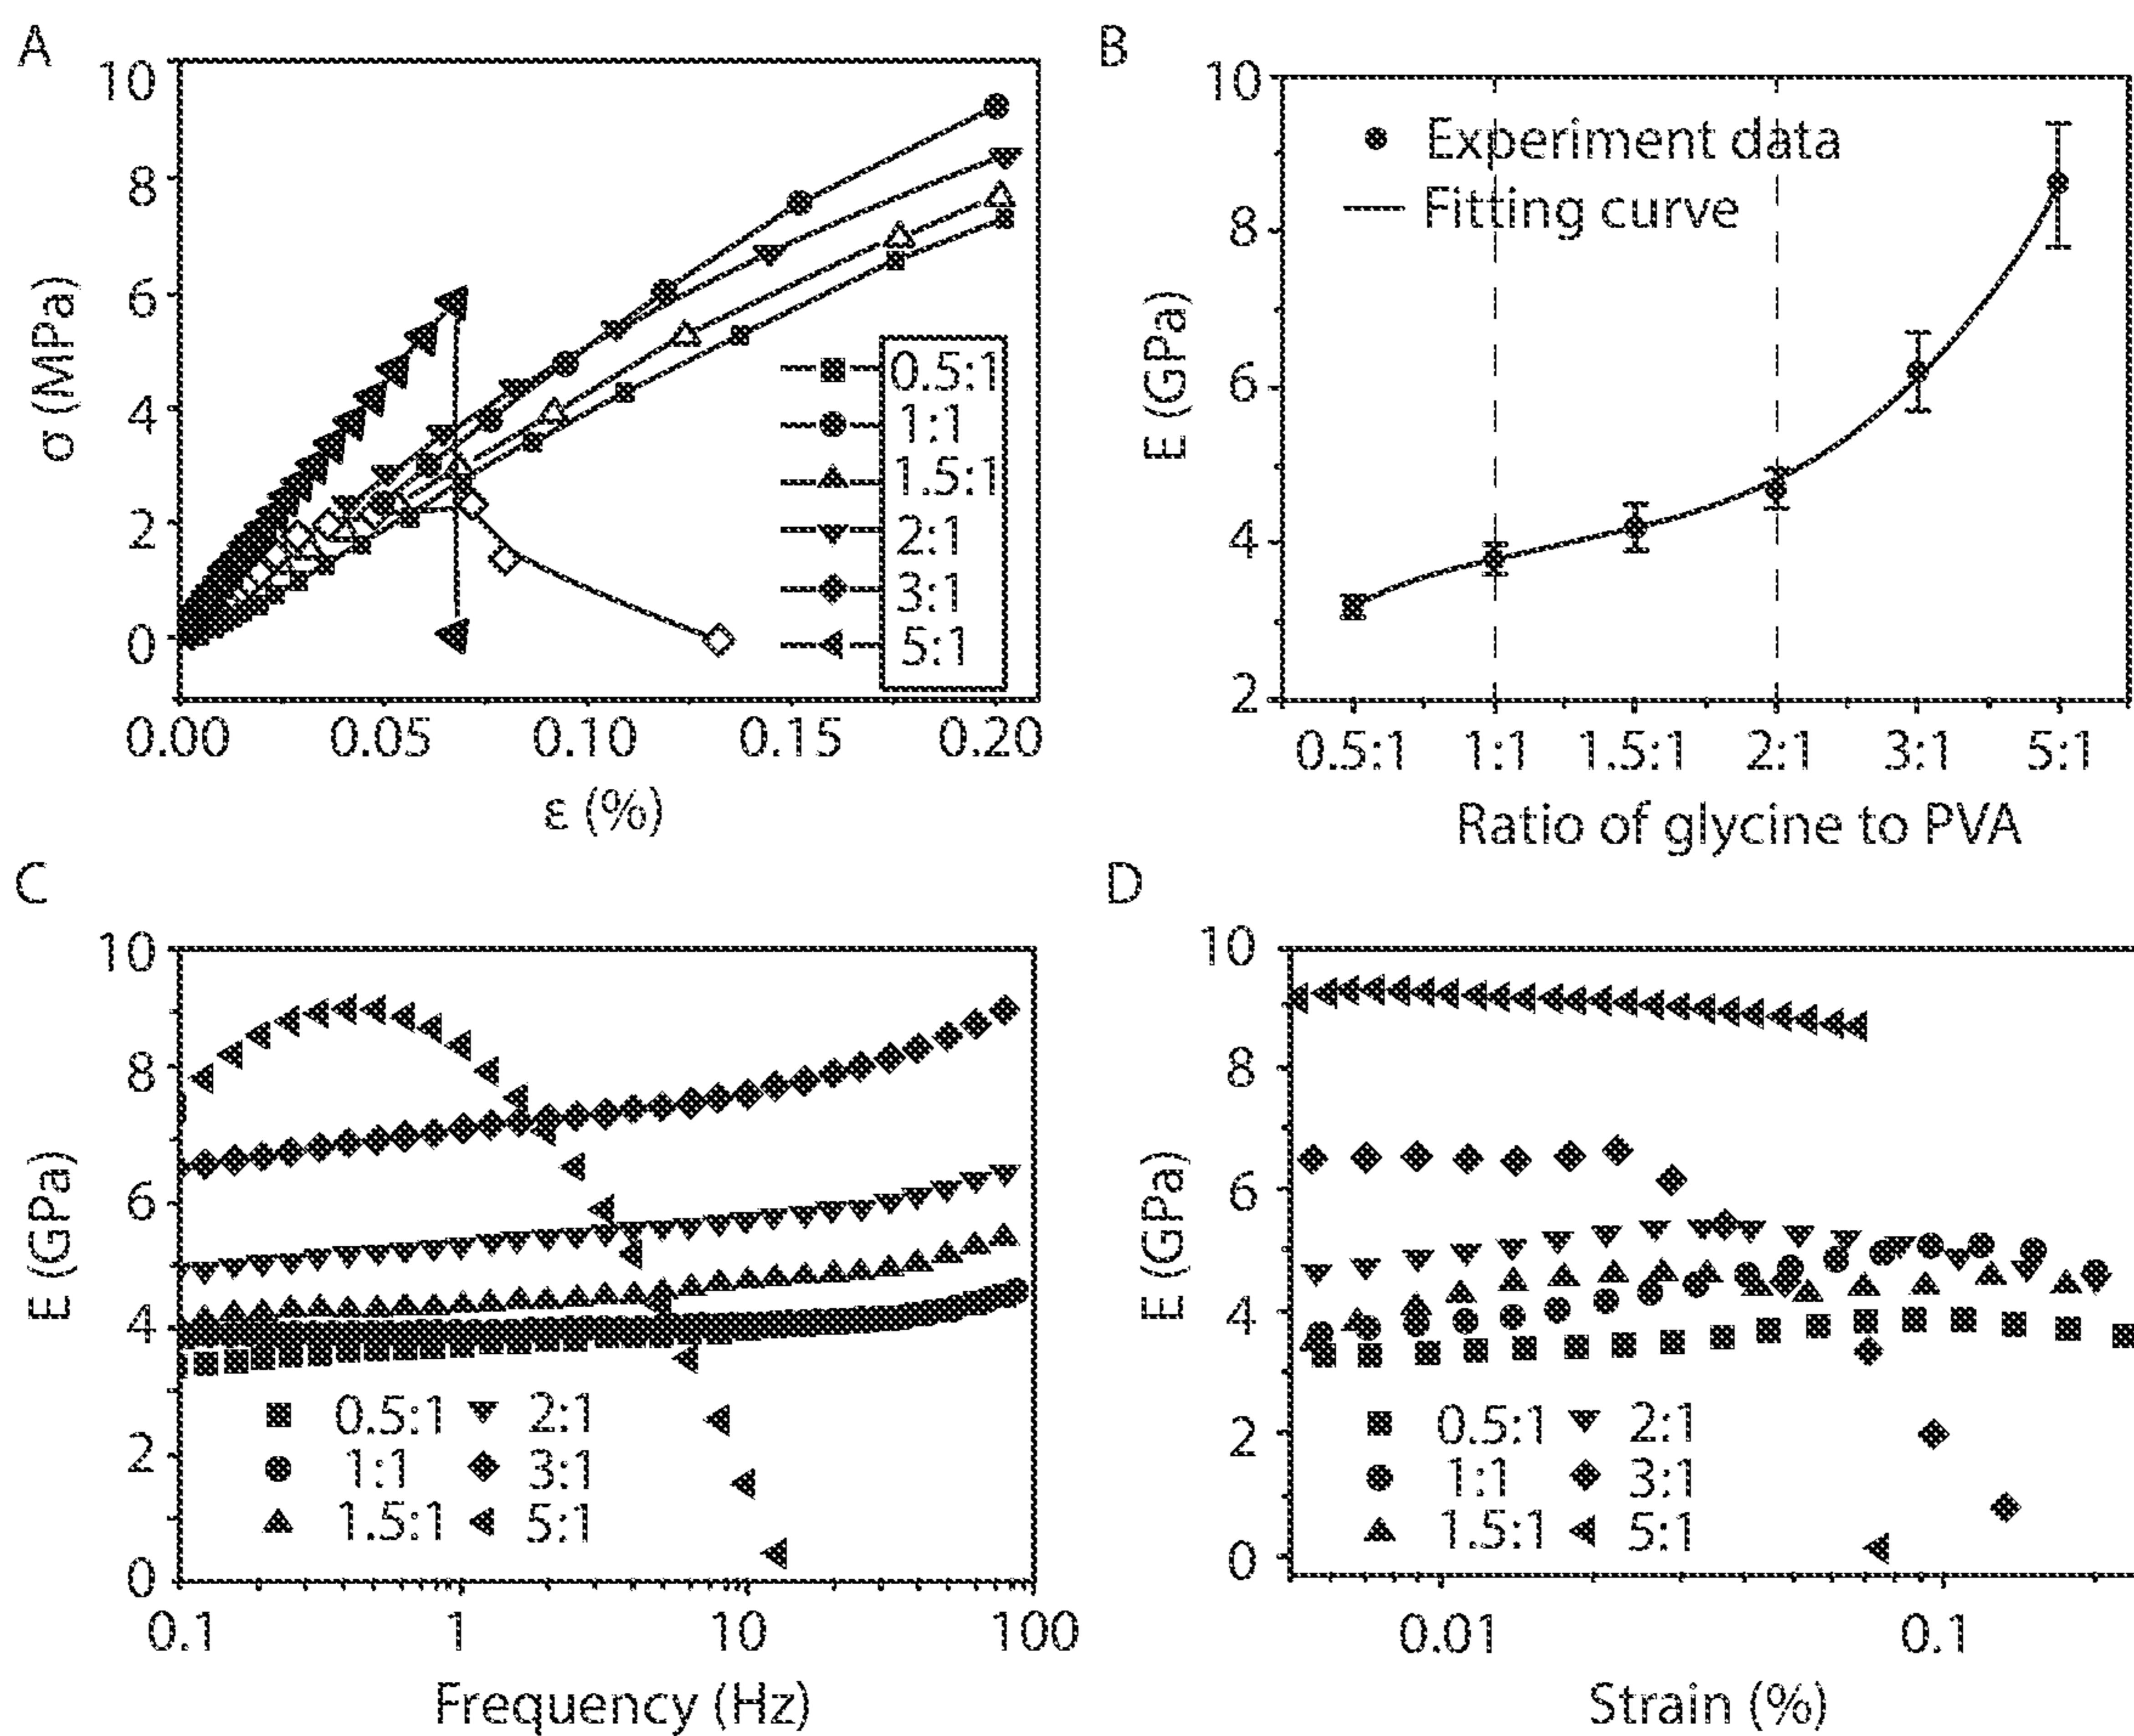 A
10
8
6
4
2
0
σ (MPa)
0.5:1
1:1
1.5:1
2:1
3:1
5:1
0.00 0.05 0.10 0.15 0.20
ε (%)
B
10
8
6
4
2
E (GPa)
Experiment data
Fitting curve
0.5:1 1:1 1.5:1 2:1 3:1 5:1
Ratio of glycine to PVA
C
10
8
6
4
2
0
E (GPa)
0.5:1 2:1
1:1 3:1
1.5:1 5:1
0.1 1 10 100
Frequency (Hz)
D
10
8
6
4
2
0
E (GPa)
0.5:1 2:1
1:1 3:1
1.5:1 5:1
0.01 0.1
Strain (%)